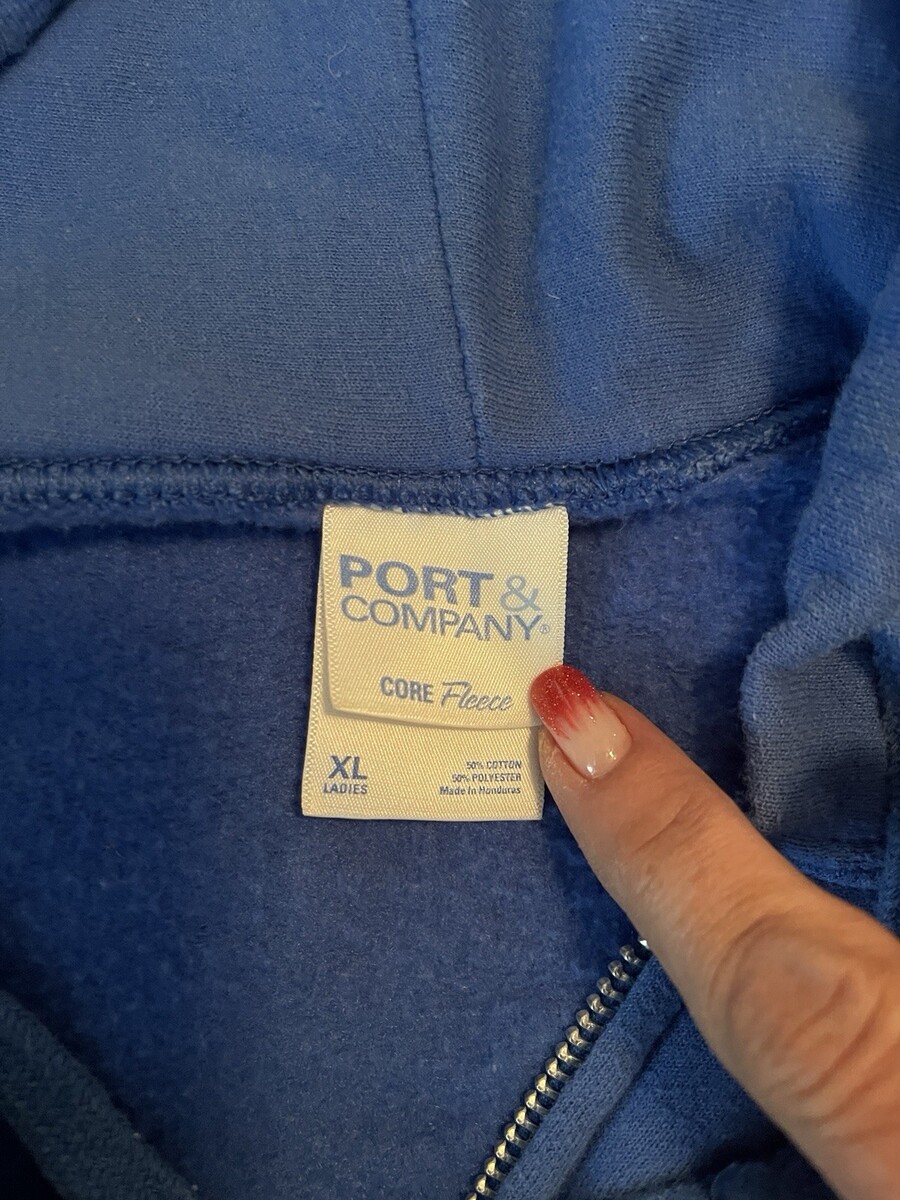 PORT &
COMPANY®
CORE Fleece
XL
LADIES
50% COTTON
50% POLYESTER
Made In Honduras